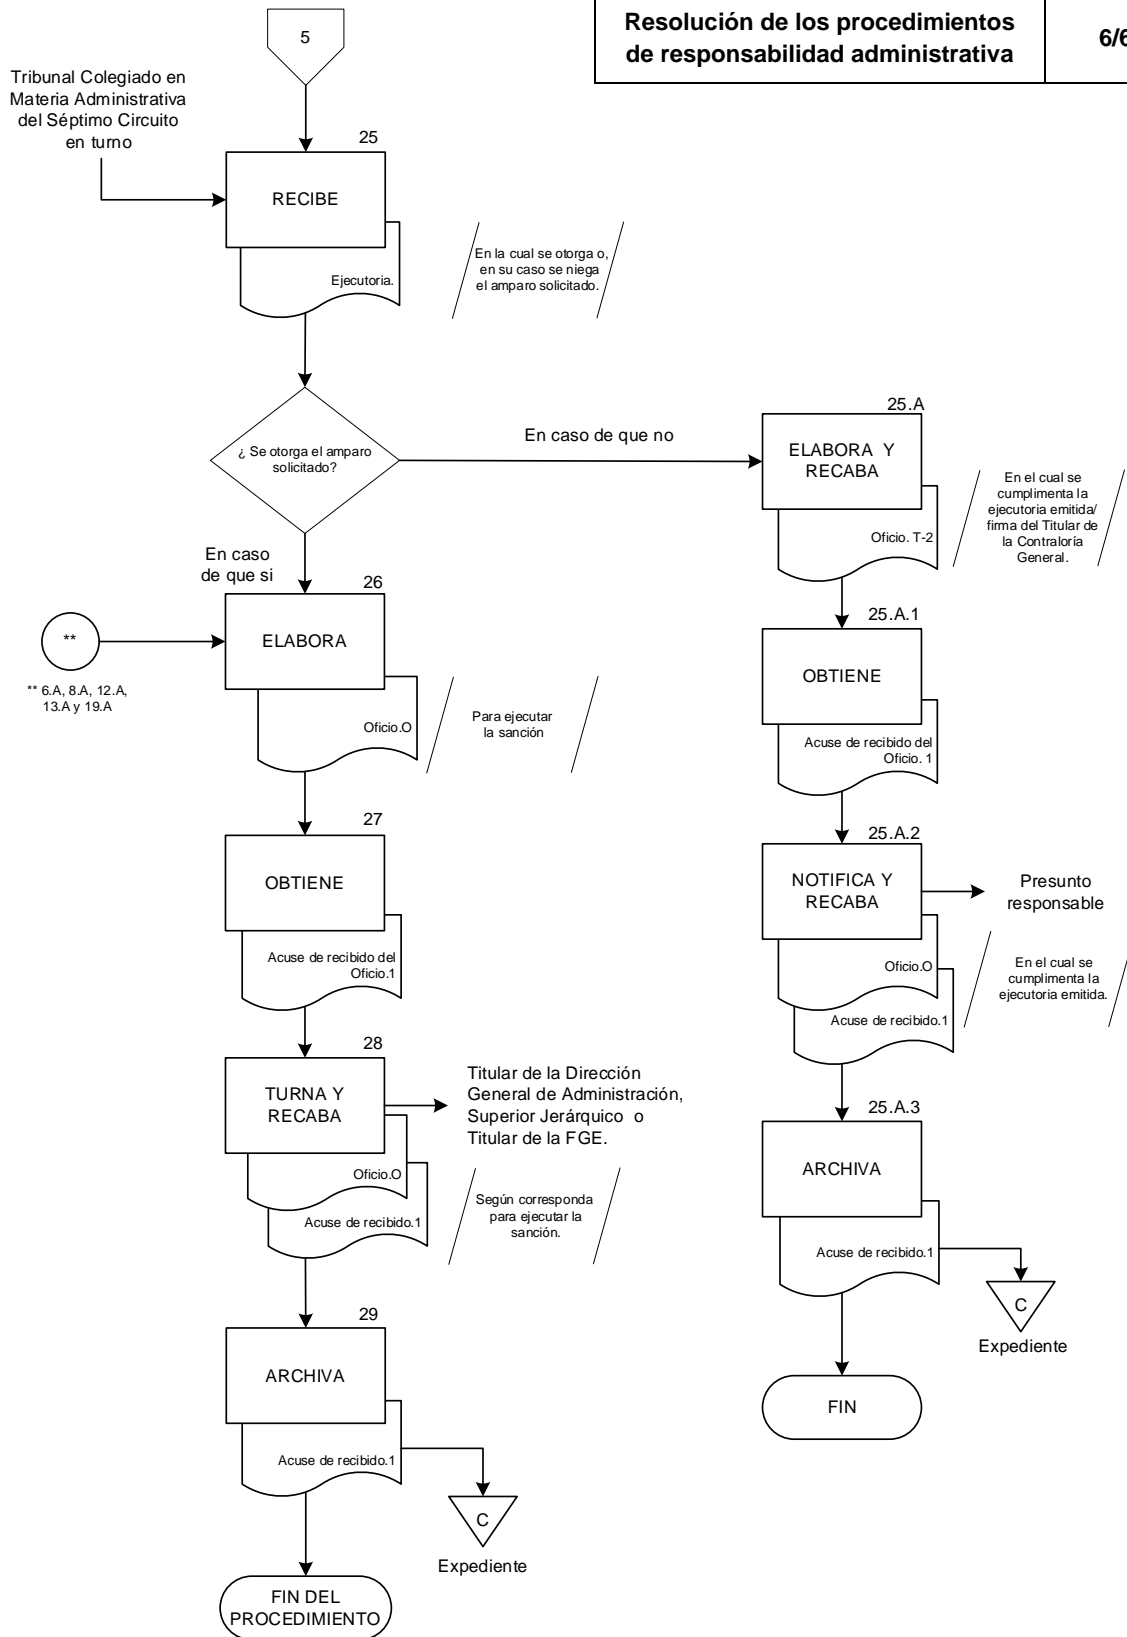 Resolución de los procedimientos
de responsabilidad administrativa
6/6
5
Tribunal Colegiado en
Materia Administrativa
del Séptimo Circuito
en turno
25
RECIBE
Ejecutoria.
En la cual se otorga o,
en su caso se niega
el amparo solicitado.
¿ Se otorga el amparo
solicitado?
En caso de que no
25.A
ELABORA Y
RECABA
Oficio. T-2
En el cual se
cumplimenta la
ejecutoria emitida/
firma del Titular de
la Contraloría
General.
En caso
de que si
26
ELABORA
Oficio.O
Para ejecutar
la sanción
**
** 6.A, 8.A, 12.A,
13.A y 19.A
25.A.1
OBTIENE
Acuse de recibido del
Oficio. 1
27
OBTIENE
Acuse de recibido del
Oficio.1
25.A.2
NOTIFICA Y
RECABA
Presunto
responsable
Oficio.O
Acuse de recibido.1
En el cual se
cumplimenta la
ejecutoria emitida.
28
TURNA Y
RECABA
Titular de la Dirección
General de Administración,
Superior Jerárquico o
Titular de la FGE.
Oficio.O
Acuse de recibido.1
Según corresponda
para ejecutar la
sanción.
25.A.3
ARCHIVA
Acuse de recibido.1
C
Expediente
FIN
29
ARCHIVA
Acuse de recibido.1
C
Expediente
FIN DEL
PROCEDIMIENTO